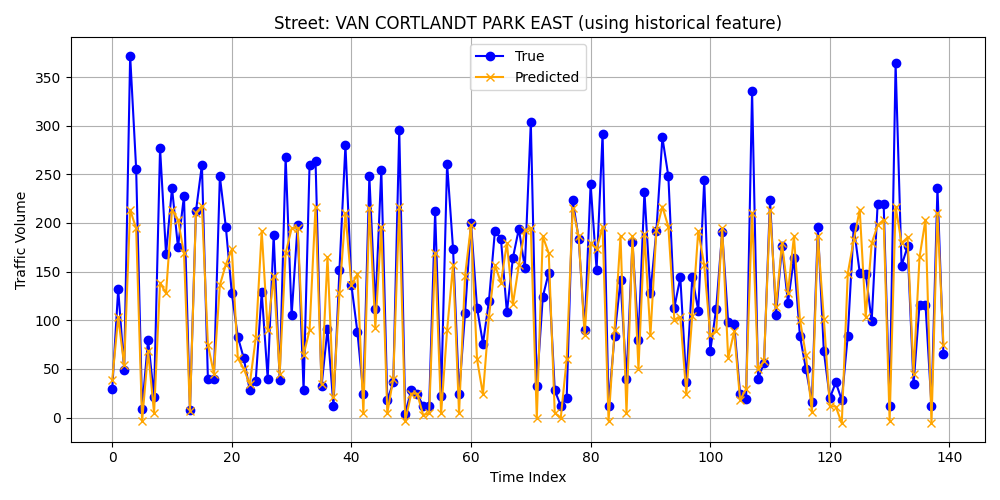 Street: VAN CORTLANDT PARK EAST (using historical feature)
True
Predicted
Traffic Volume
350
300
250
200
150
100
50
0
0 20 40 60 80 100 120 140
Time Index